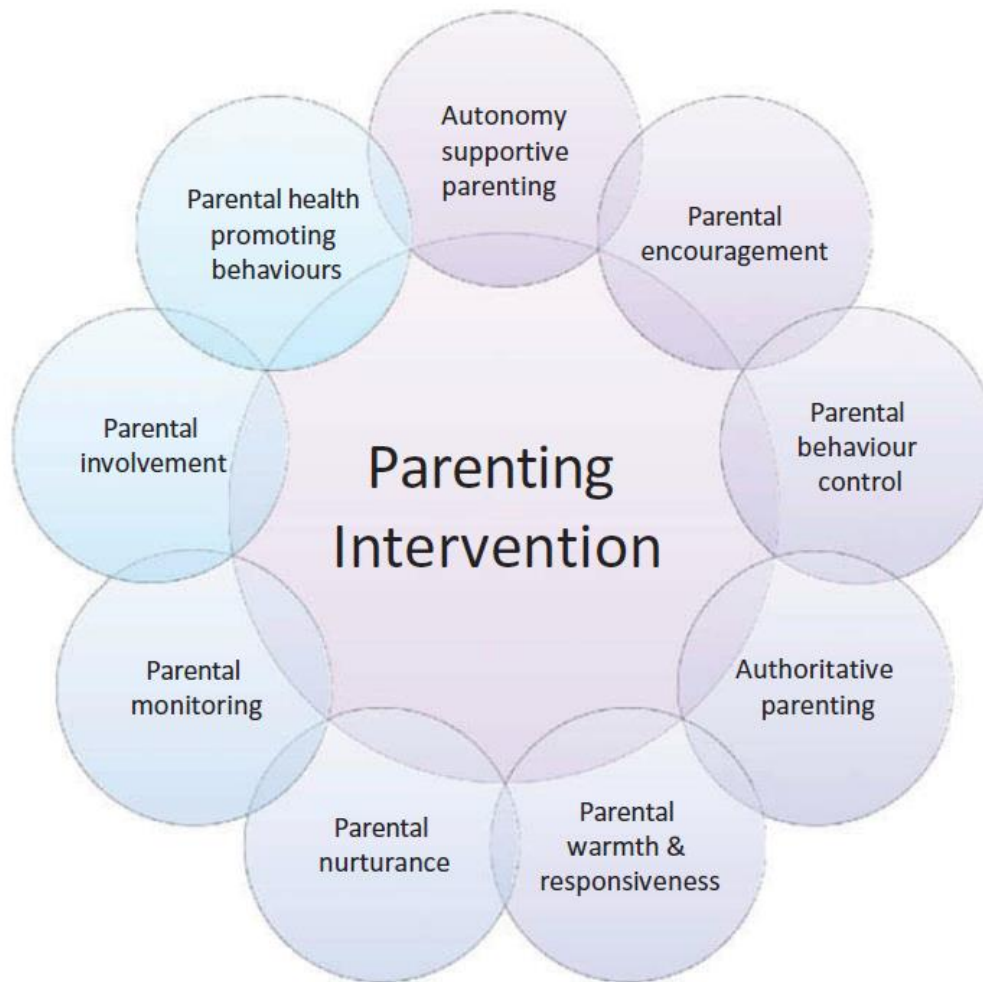 Autonomy
supportive
parenting
Parental
encouragement
Parental
behaviour
control
Authoritative
parenting
Parental
warmth &
responsiveness
Parental
nurturance
Parental
monitoring
Parental
involvement
Parental health
promoting
behaviours
Parenting
Intervention